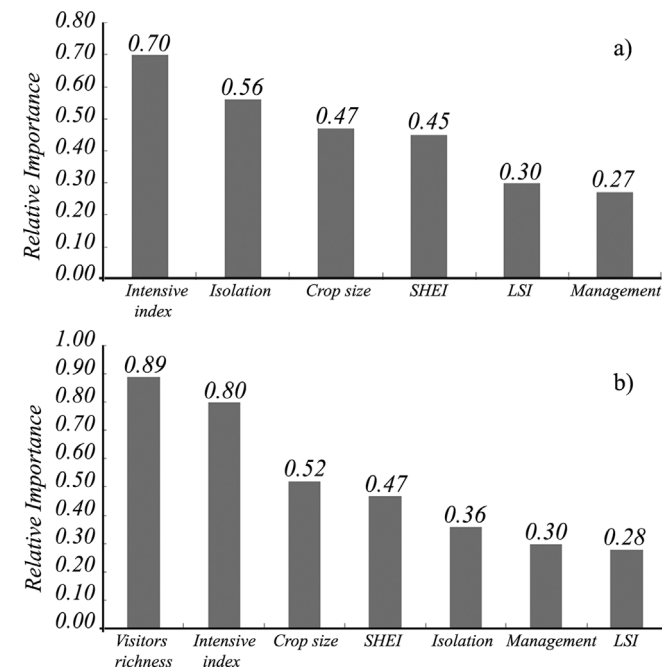 0.80
0.70
0.60
0.50
0.40
0.30
0.20
0.10
0.00
Relative Importance
a)
0.70
0.56
0.47
0.45
0.30
0.27
Intensive index
Isolation
Crop size
SHEI
LSI
Management
1.00
0.90
0.80
0.70
0.60
0.50
0.40
0.30
0.20
0.10
0.00
Relative Importance
b)
0.89
0.80
0.52
0.47
0.36
0.30
0.28
Visitors richness
Intensive index
Crop size
SHEI
Isolation
Management
LSI